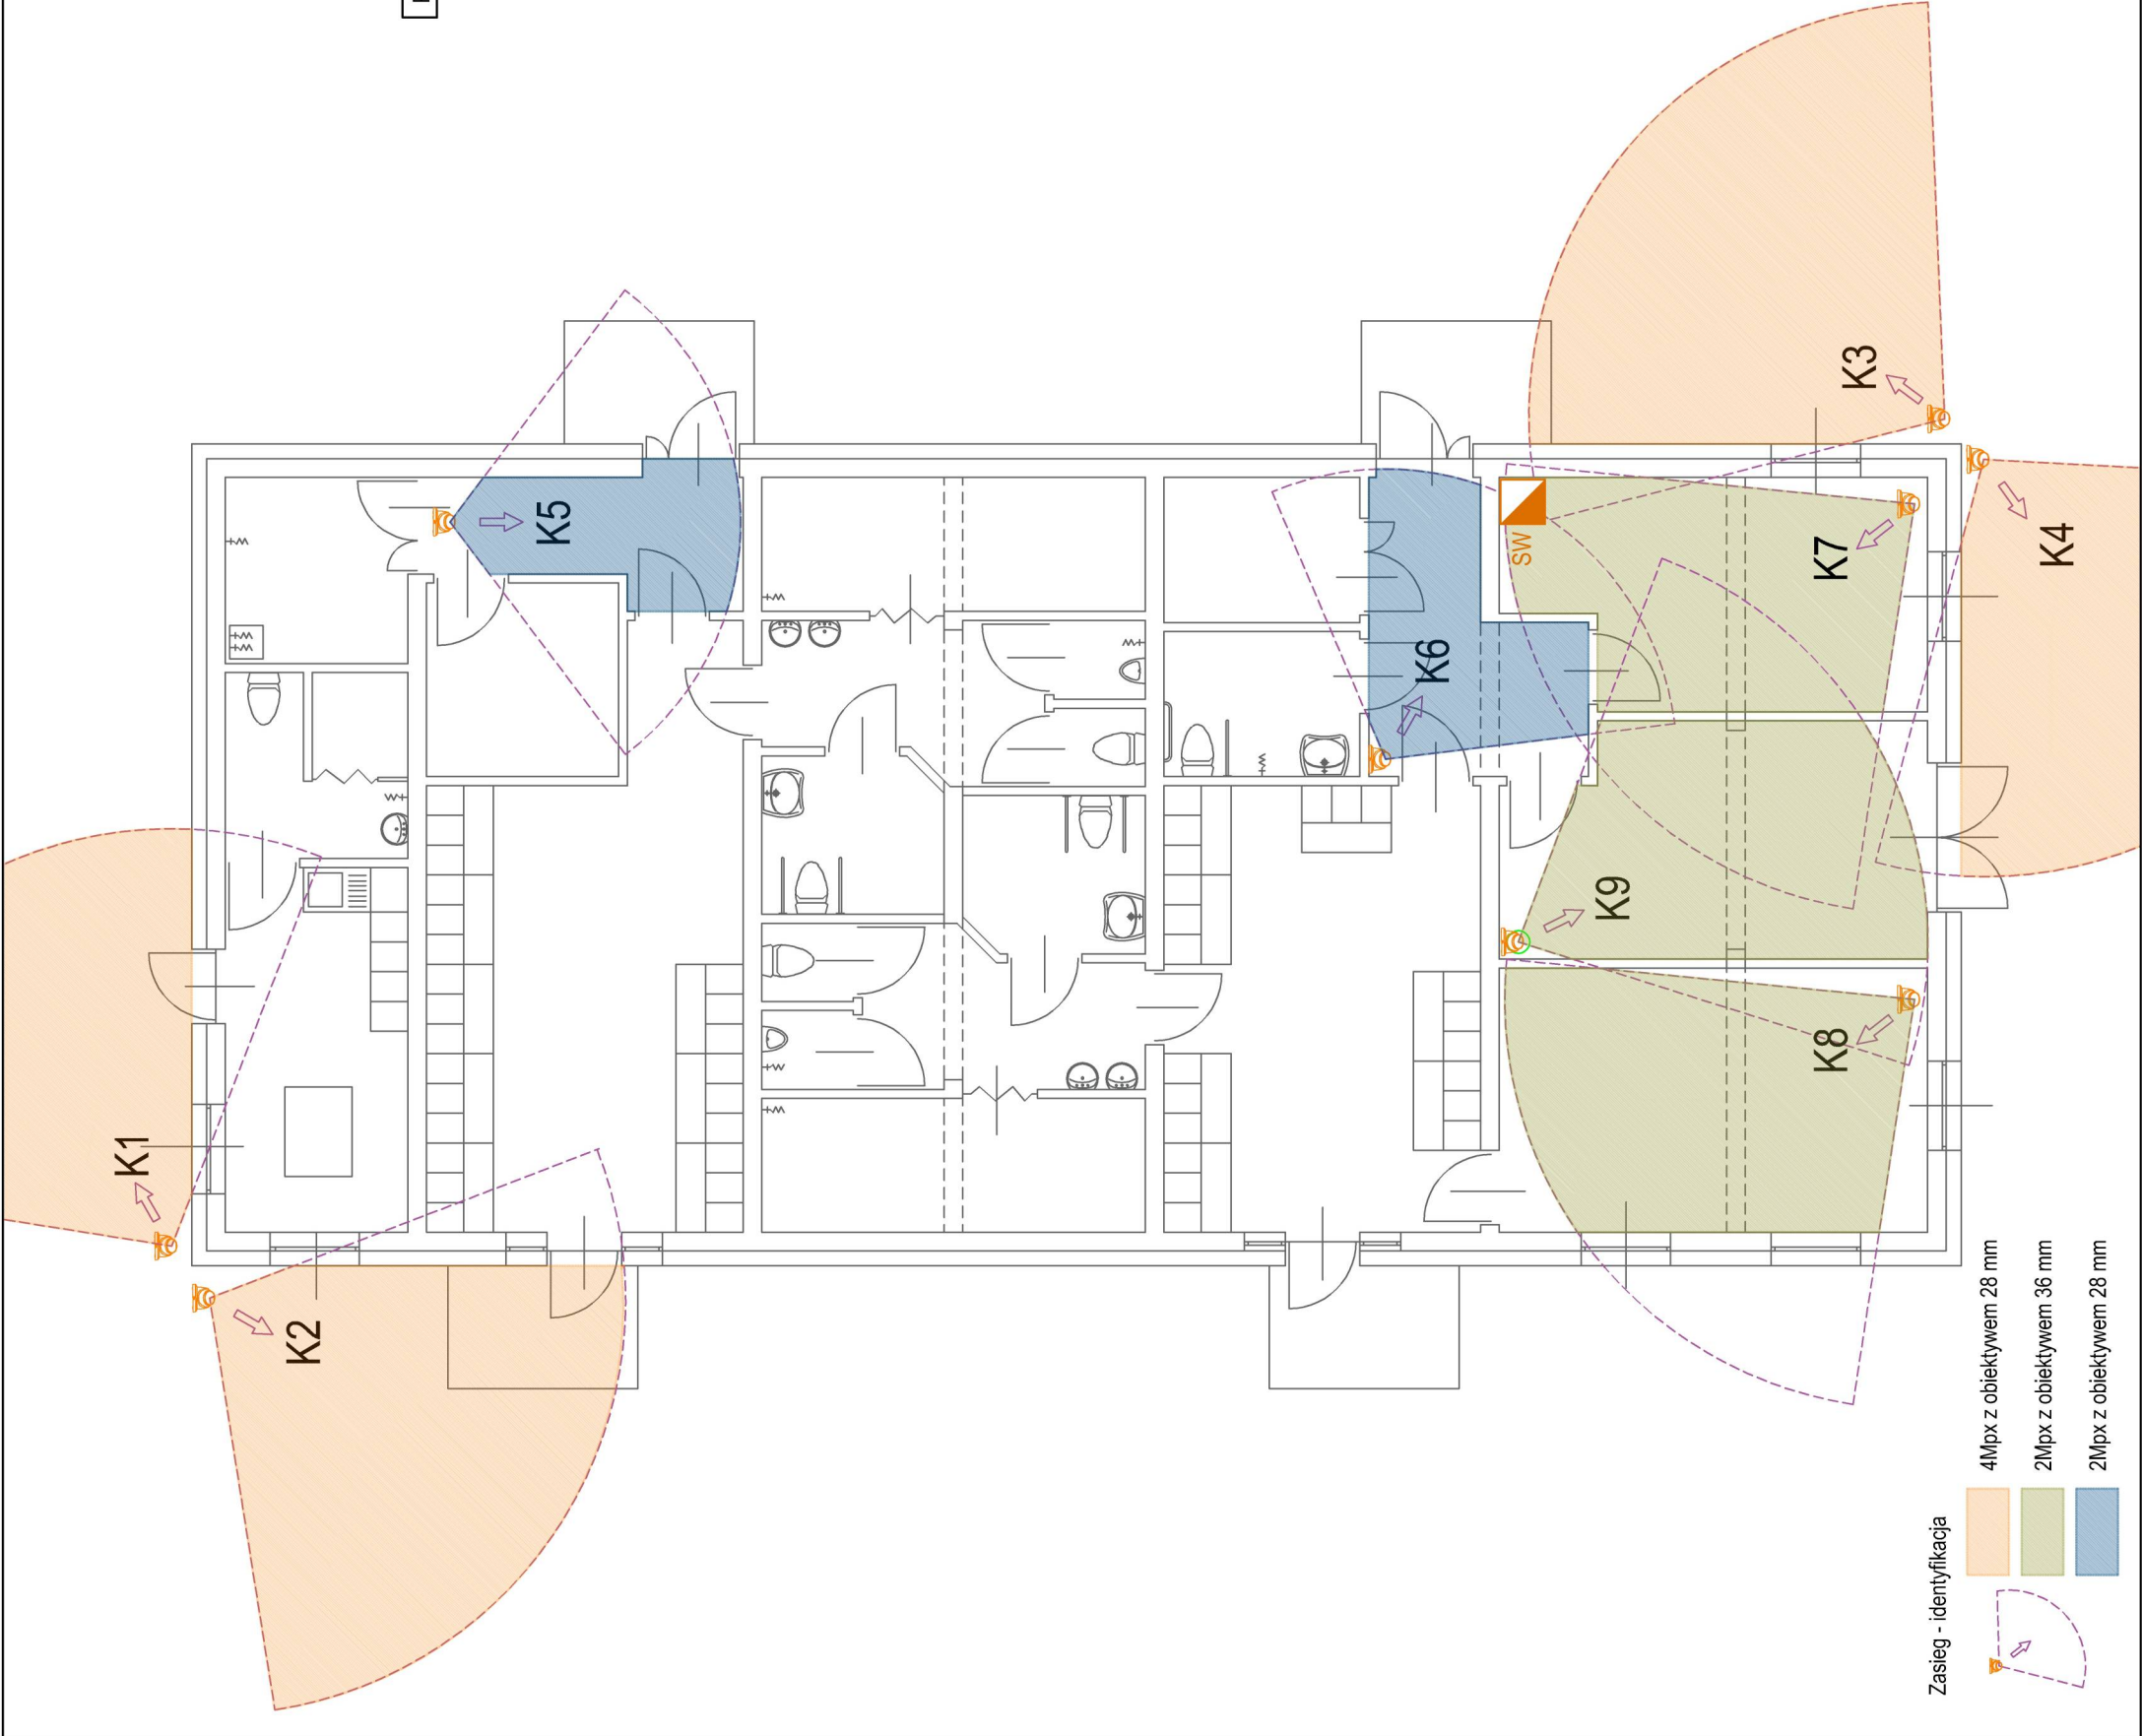 K1
K2
K5
K6
K3
K4
SW
K7
K9
K8
Zasieg - identyfikacja
4Mpx z obiektywem 28 mm
2Mpx z obiektywem 36 mm
2Mpx z obiektywem 28 mm